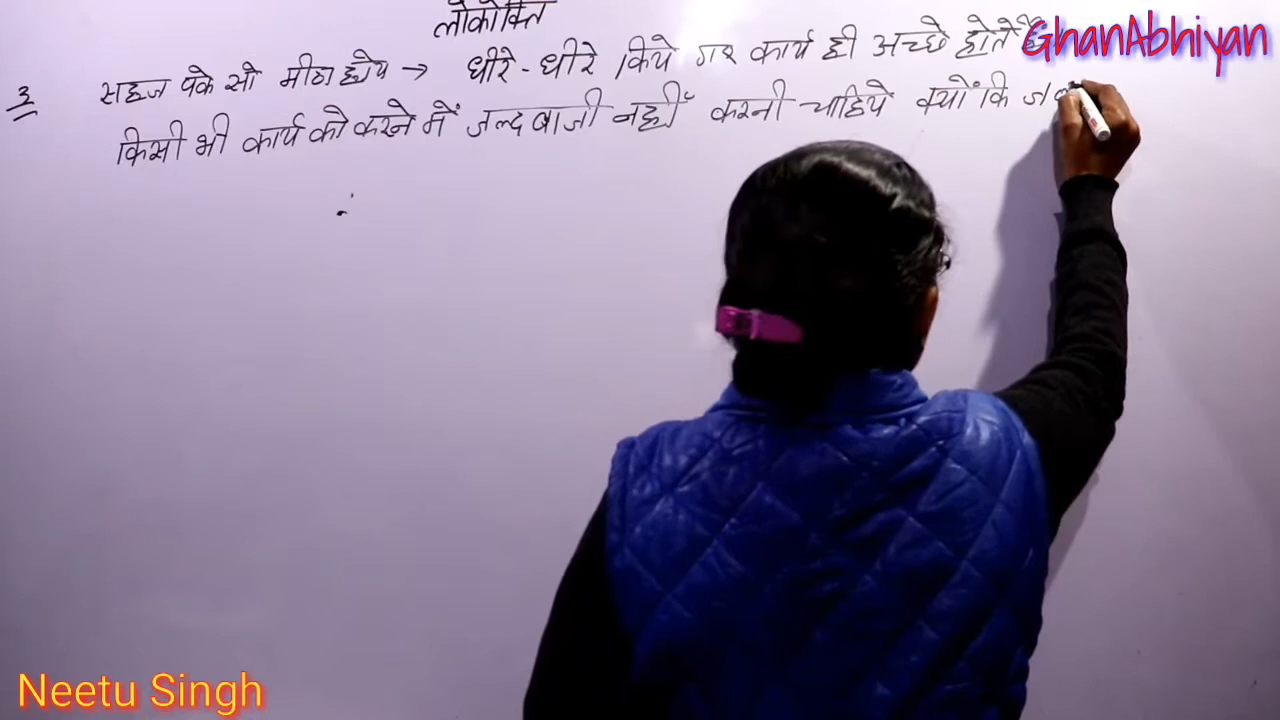 लोकोक्ति
3 सहज पके सो मीठा होय → धीरे-धीरे किये गए कार्य ही अच्छे होते हैं
किसी भी कार्य को करने में जल्दबाजी नहीँ करनी चाहिये क्योंकि
GhanAbhiyan
Neetu Singh